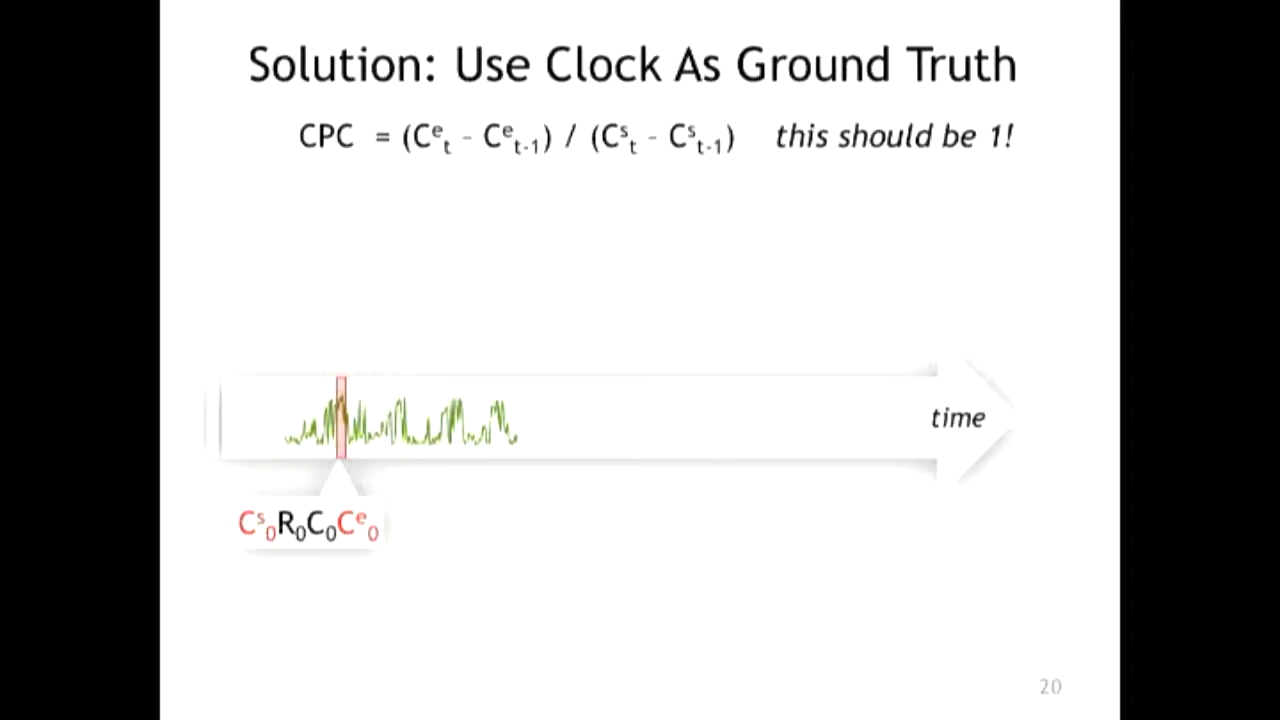 Solution: Use Clock As Ground Truth
CPC = (Cᵉₜ - Cᵉₜ₋₁) / (Cˢₜ - Cˢₜ₋₁) this should be 1!
time
Cˢ₀R₀C₀Cᵉ₀
20